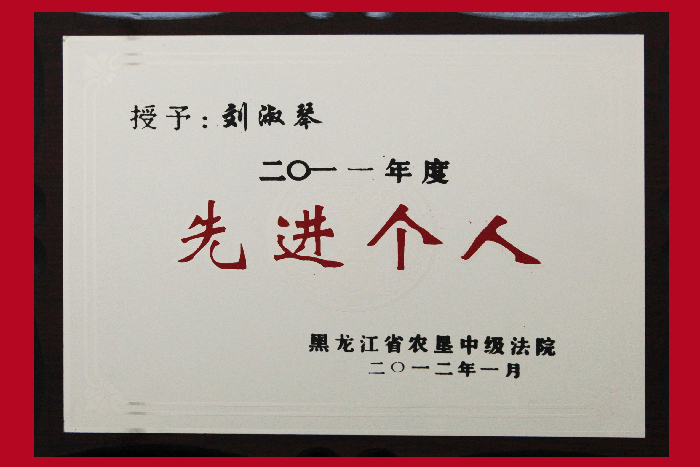 授予：刘淑琴
二〇一一年度
先进个人
黑龙江省农垦中级法院
二〇一二年一月